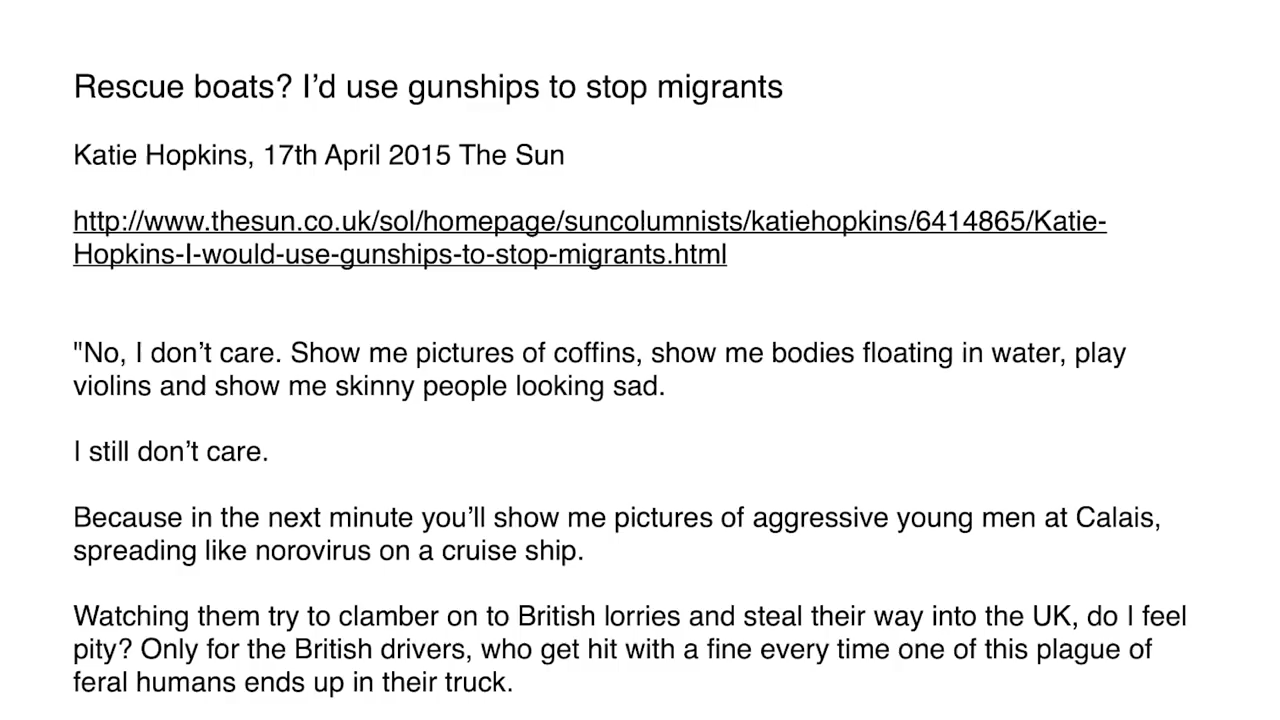 Rescue boats? I’d use gunships to stop migrants
Katie Hopkins, 17th April 2015 The Sun
http://www.thesun.co.uk/sol/homepage/suncolumnists/katiehopkins/6414865/Katie-
Hopkins-I-would-use-gunships-to-stop-migrants.html
"No, I don’t care. Show me pictures of coffins, show me bodies floating in water, play
violins and show me skinny people looking sad.
I still don’t care.
Because in the next minute you’ll show me pictures of aggressive young men at Calais,
spreading like norovirus on a cruise ship.
Watching them try to clamber on to British lorries and steal their way into the UK, do I feel
pity? Only for the British drivers, who get hit with a fine every time one of this plague of
feral humans ends up in their truck.